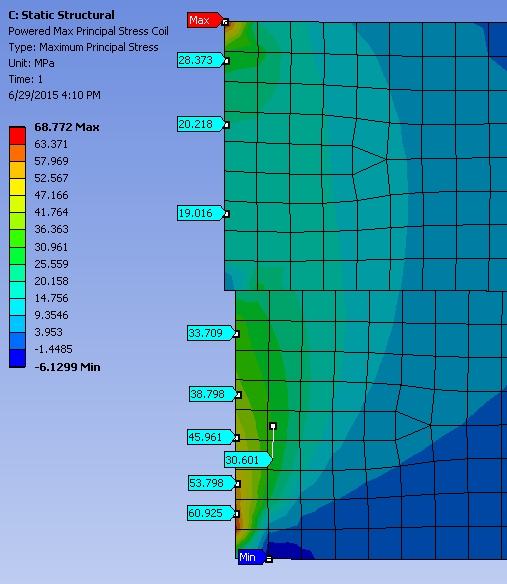 C: Static Structural
Powered Max Principal Stress Coil
Type: Maximum Principal Stress
Unit: MPa
Time: 1
6/29/2015 4:10 PM
68.772 Max
63.371
57.969
52.567
47.166
41.764
36.363
30.961
25.559
20.158
14.756
9.3546
3.953
-1.4485
-6.1299 Min
Max
28.373
20.218
19.016
33.709
38.798
45.961
30.601
53.798
60.925
Min